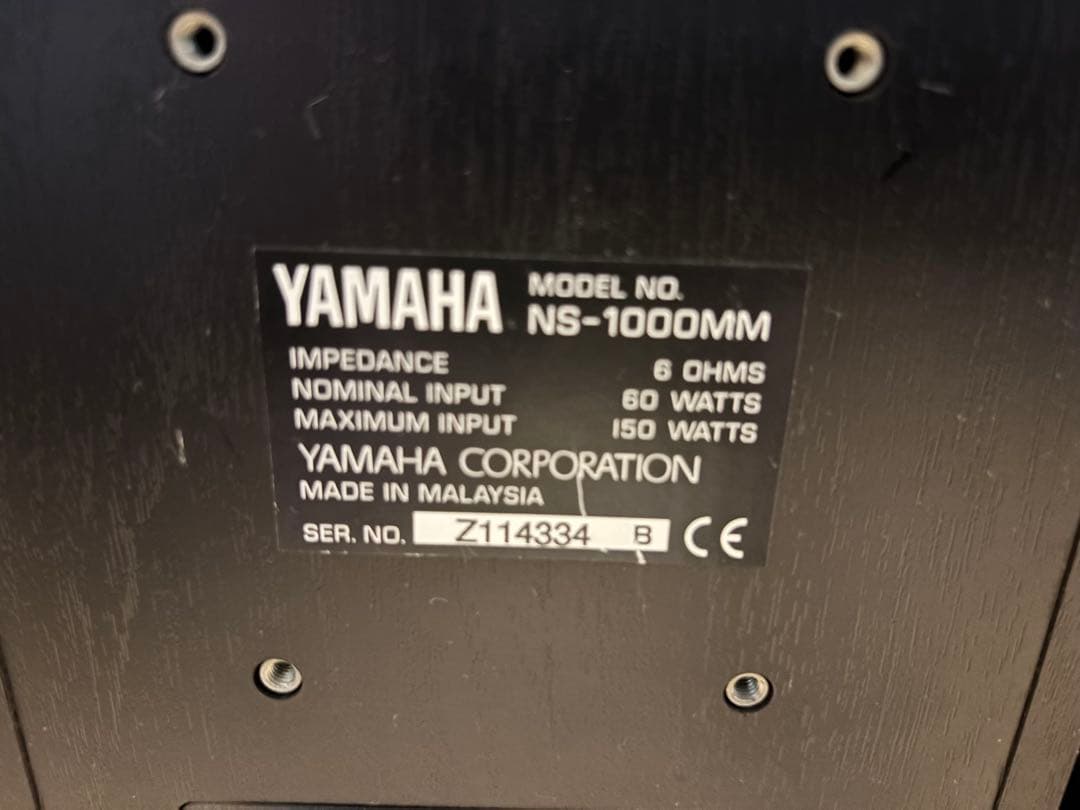 YAMAHA MODEL NO.
NS-1000MM
IMPEDANCE 6 OHMS
NOMINAL INPUT 60 WATTS
MAXIMUM INPUT 150 WATTS
YAMAHA CORPORATION
MADE IN MALAYSIA
SER. NO. Z114334 B CE